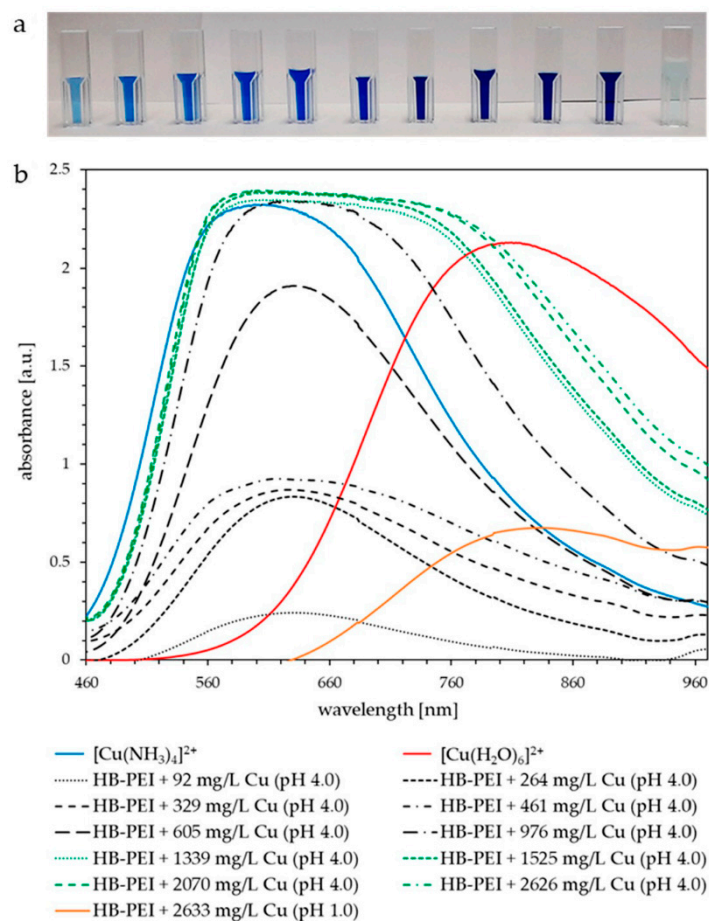 a
b
2.5
2
1.5
1
0.5
0
absorbance [a.u.]
460 560 660 760 860 960
wavelength [nm]
[Cu(NH₃)₄]²⁺ [Cu(H₂O)₆]²⁺
HB-PEI + 92 mg/L Cu (pH 4.0) HB-PEI + 264 mg/L Cu (pH 4.0)
HB-PEI + 329 mg/L Cu (pH 4.0) HB-PEI + 461 mg/L Cu (pH 4.0)
HB-PEI + 605 mg/L Cu (pH 4.0) HB-PEI + 976 mg/L Cu (pH 4.0)
HB-PEI + 1339 mg/L Cu (pH 4.0) HB-PEI + 1525 mg/L Cu (pH 4.0)
HB-PEI + 2070 mg/L Cu (pH 4.0) HB-PEI + 2626 mg/L Cu (pH 4.0)
HB-PEI + 2633 mg/L Cu (pH 1.0)